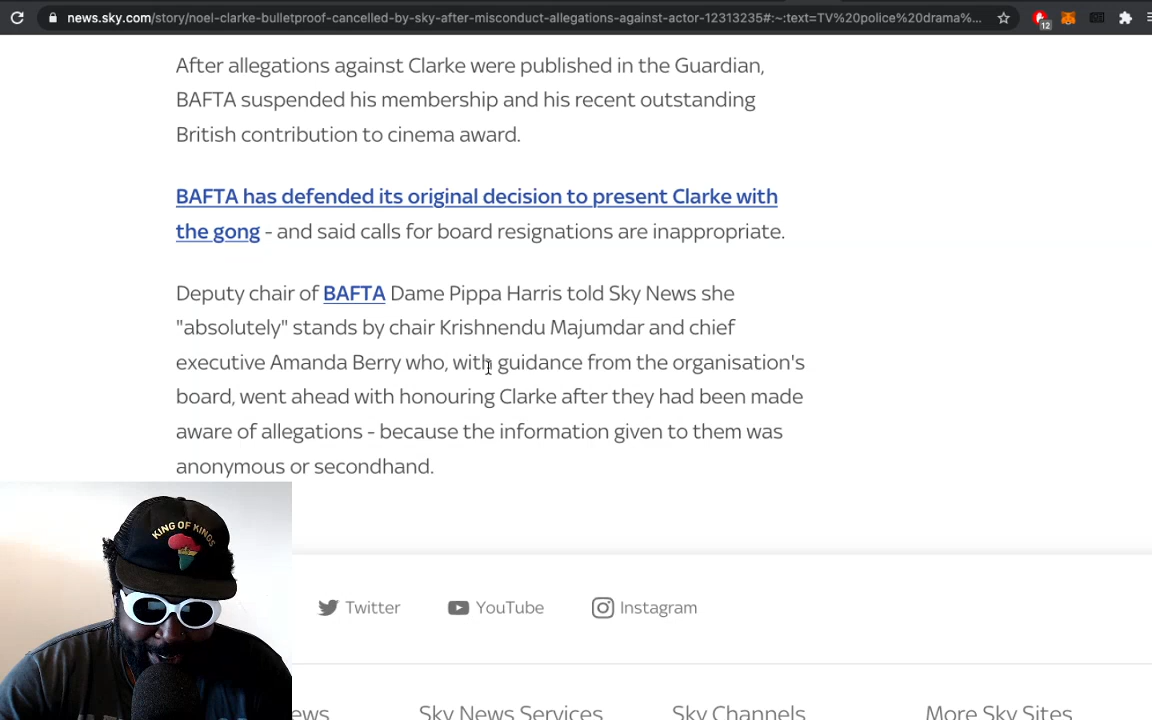 news.sky.com/story/noel-clarke-bulletproof-cancelled-by-sky-after-misconduct-allegations-against-actor-12313235#:~:text=TV%20police%20drama%...
12
After allegations against Clarke were published in the Guardian,
BAFTA suspended his membership and his recent outstanding
British contribution to cinema award.
BAFTA has defended its original decision to present Clarke with
the gong - and said calls for board resignations are inappropriate.
Deputy chair of BAFTA Dame Pippa Harris told Sky News she
"absolutely" stands by chair Krishnendu Majumdar and chief
executive Amanda Berry who, with guidance from the organisation's
board, went ahead with honouring Clarke after they had been made
aware of allegations - because the information given to them was
anonymous or secondhand.
KING OF KINGS
Twitter YouTube Instagram
ews Sky News Services Sky Channels More Sky Sites